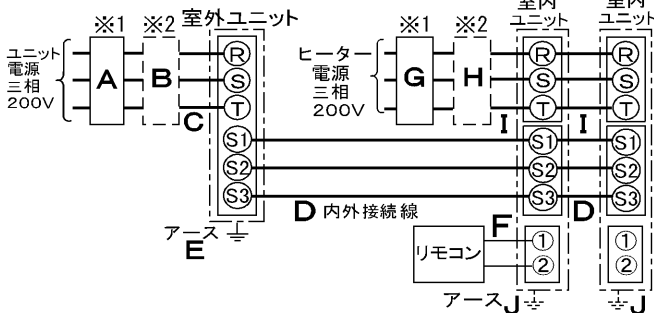 ※1 ※2 室外ユニット
ユニット
電源
三相
200V
A B C
R
S
T
S1
S2
S3
アース
E
D 内外接続線
※1 ※2
ヒーター
電源
三相
200V
G H I I
室内
ユニット
R
S
T
S1
S2
S3
①
②
室内
ユニット
R
S
T
S1
S2
S3
①
②
D
F
リモコン
アース J
J